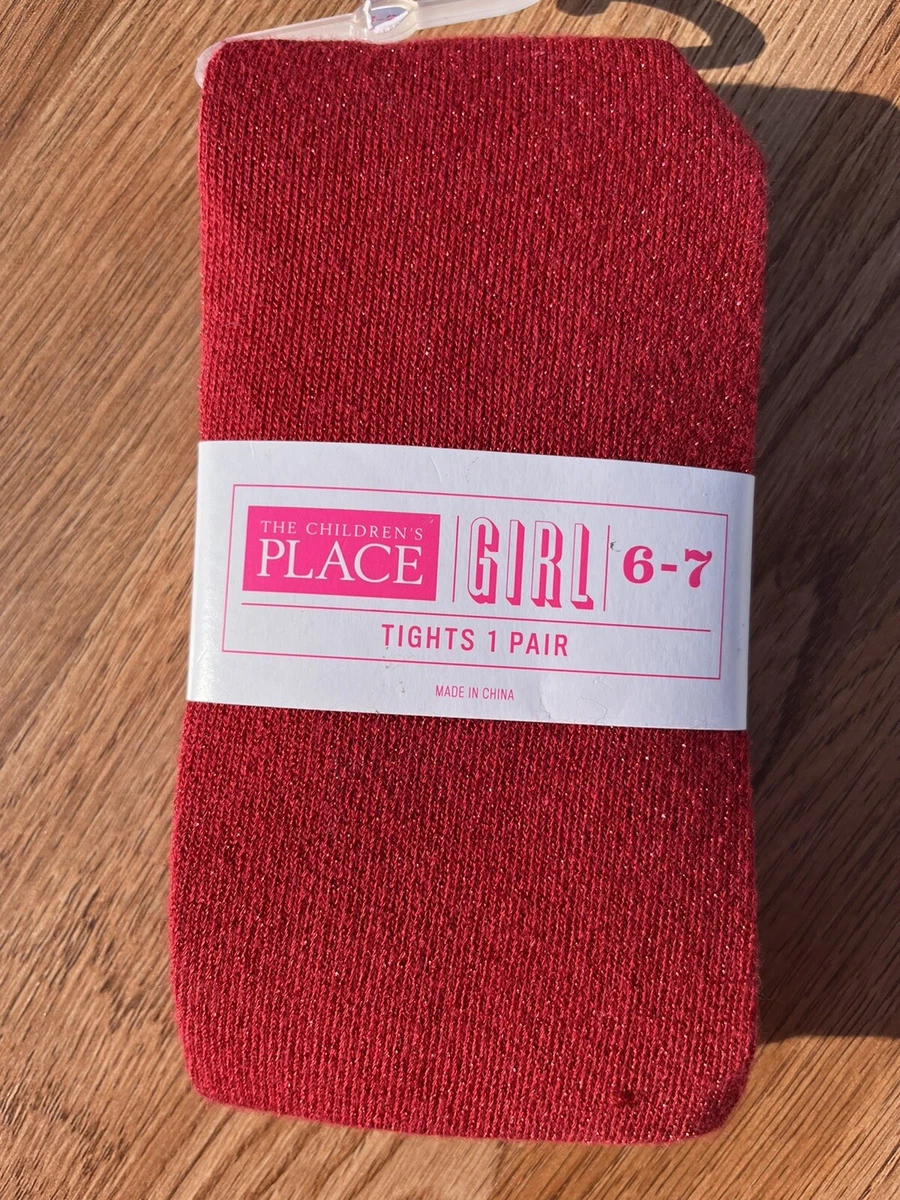 THE CHILDREN'S
PLACE
GIRL
6-7
TIGHTS 1 PAIR
MADE IN CHINA